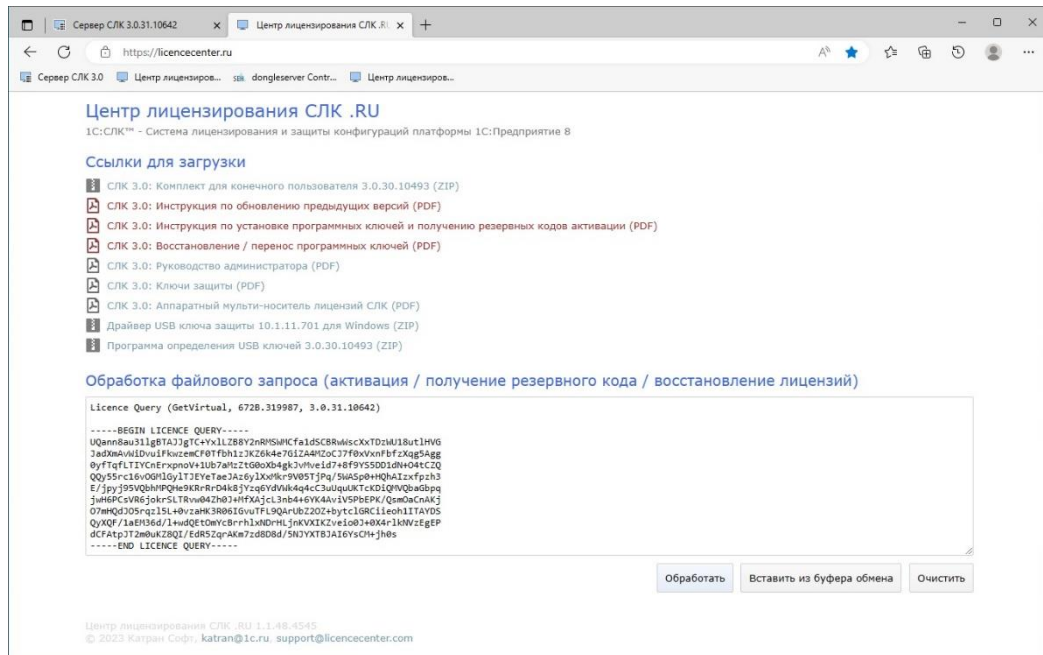 Сервер СЛК 3.0.31.10642
Центр лицензирования СЛК .RU
https://licencecenter.ru
Сервер СЛК 3.0
Центр лицензиров...
dongleserver Contr...
Центр лицензиров...
Центр лицензирования СЛК .RU
1С:СЛК™ - Система лицензирования и защиты конфигураций платформы 1С:Предприятие 8
Ссылки для загрузки
СЛК 3.0: Комплект для конечного пользователя 3.0.30.10493 (ZIP)
СЛК 3.0: Инструкция по обновлению предыдущих версий (PDF)
СЛК 3.0: Инструкция по установке программных ключей и получению резервных кодов активации (PDF)
СЛК 3.0: Восстановление / перенос программных ключей (PDF)
СЛК 3.0: Руководство администратора (PDF)
СЛК 3.0: Ключи защиты (PDF)
СЛК 3.0: Аппаратный мульти-носитель лицензий СЛК (PDF)
Драйвер USB ключа защиты 10.1.11.701 для Windows (ZIP)
Программа определения USB ключей 3.0.30.10493 (ZIP)
Обработка файлового запроса (активация / получение резервного кода / восстановление лицензий)
Licence Query (GetVirtual, 672B.319987, 3.0.31.10642)
-----BEGIN LICENCE QUERY-----
-----END LICENCE QUERY-----
Обработать
Вставить из буфера обмена
Очистить
Центр лицензирования СЛК .RU 1.1.48.4545
© 2023 Катран Софт, katran@1c.ru, support@licencecenter.com